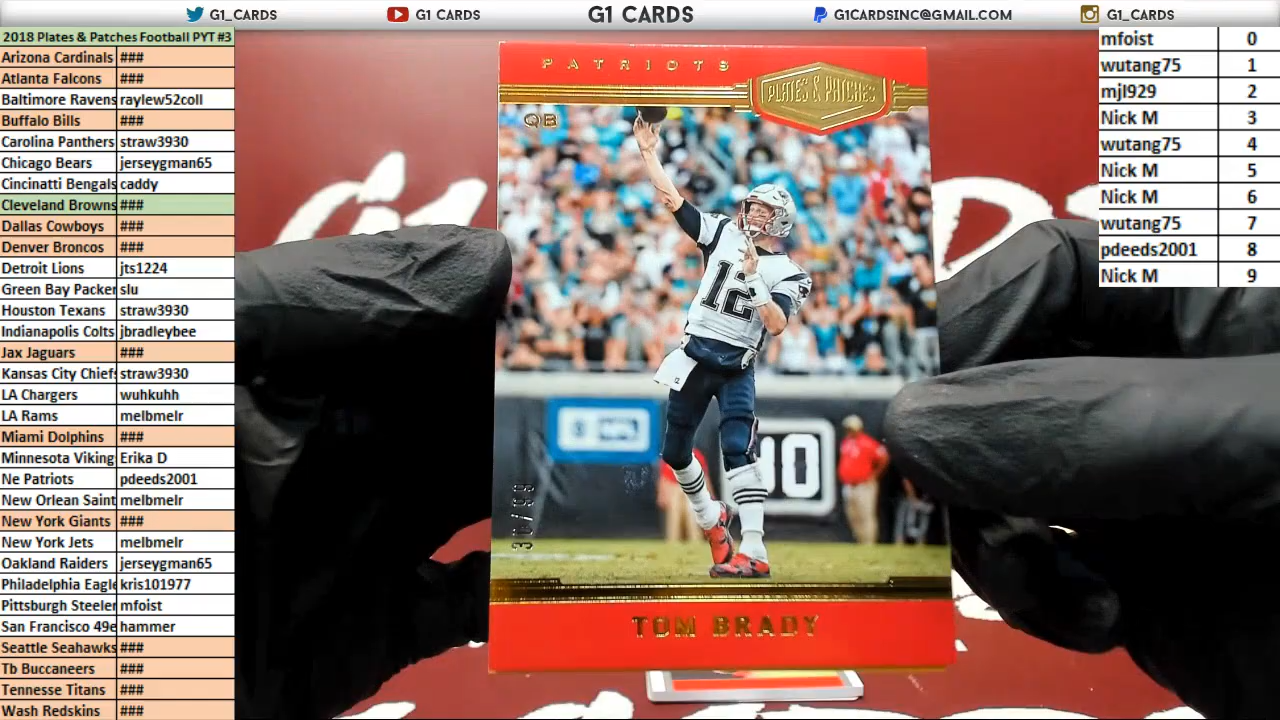 G1_CARDS
G1 CARDS
G1 CARDS
G1CARDSINC@GMAIL.COM
G1_CARDS
2018 Plates & Patches Football PYT #3
Arizona Cardinals ###
Atlanta Falcons ###
Baltimore Ravens raylew52coll
Buffalo Bills ###
Carolina Panthers straw3930
Chicago Bears jerseygman65
Cincinatti Bengals caddy
Cleveland Browns ###
Dallas Cowboys ###
Denver Broncos ###
Detroit Lions jts1224
Green Bay Packer slu
Houston Texans straw3930
Indianapolis Colts jbradleybee
Jax Jaguars ###
Kansas City Chiefs straw3930
LA Chargers wuhkuhh
LA Rams melbmelr
Miami Dolphins ###
Minnesota Viking Erika D
Ne Patriots pdeeds2001
New Orlean Saint melbmelr
New York Giants ###
New York Jets melbmelr
Oakland Raiders jerseygman65
Philadelphia Eagle kris101977
Pittsburgh Steeler mfoist
San Francisco 49e hammer
Seattle Seahawks ###
Tb Buccaneers ###
Tennesse Titans ###
Wash Redskins ###
PATRIOTS
PLATES & PATCHES
QB
12
10
TOM BRADY
mfoist 0
wutang75 1
mjl929 2
Nick M 3
wutang75 4
Nick M 5
Nick M 6
wutang75 7
pdeeds2001 8
Nick M 9